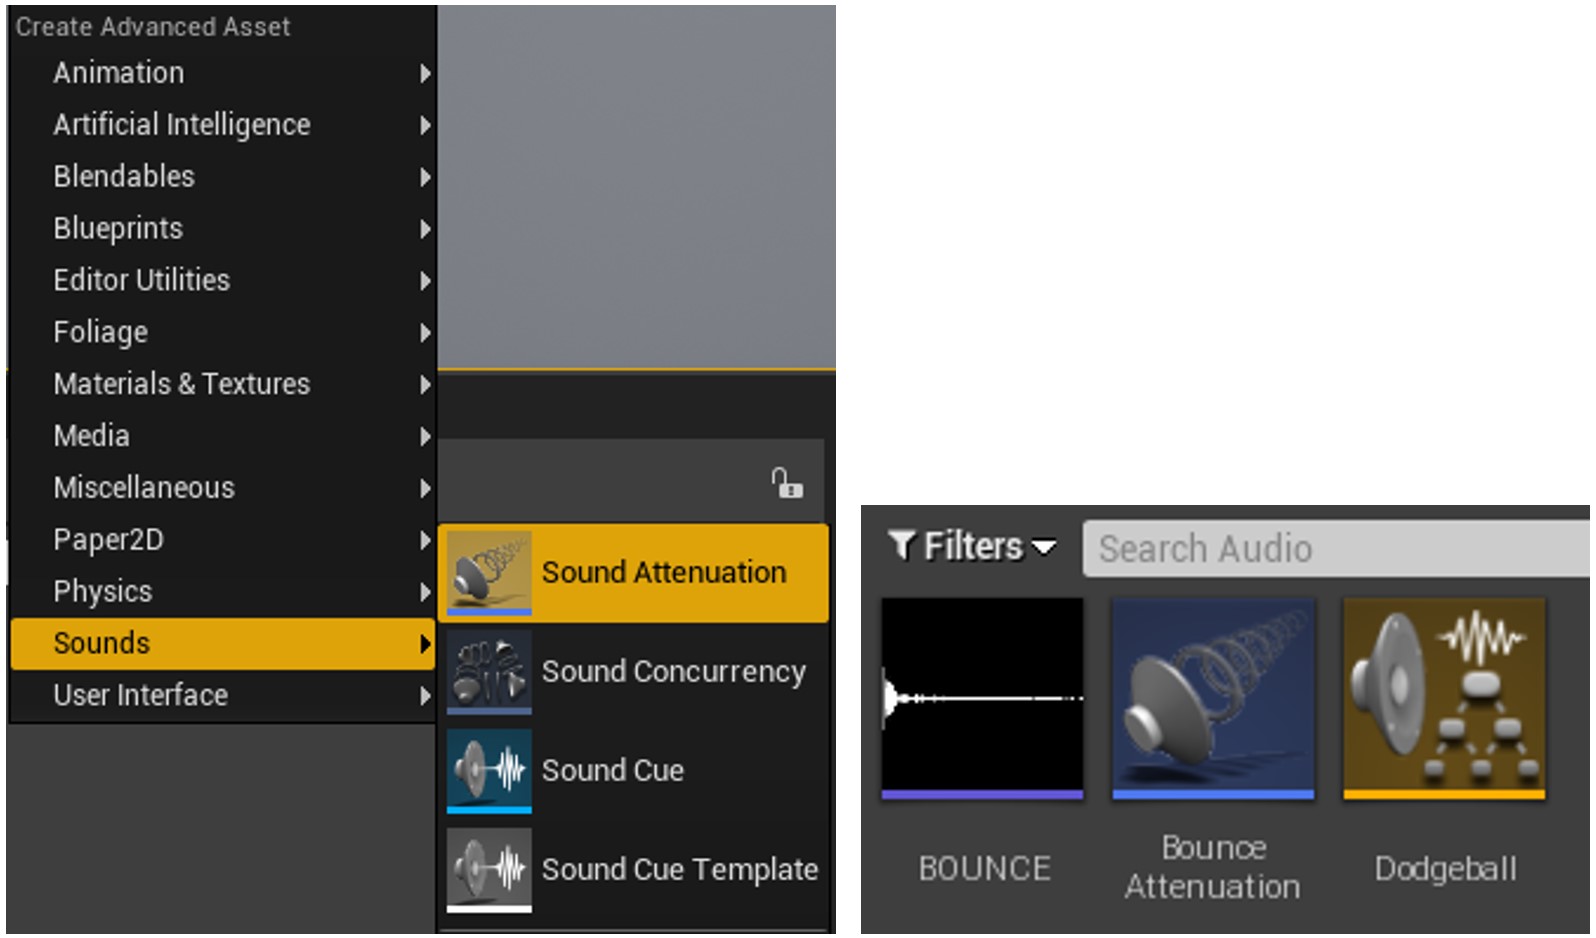 Create Advanced Asset
Animation
Artificial Intelligence
Blendables
Blueprints
Editor Utilities
Foliage
Materials & Textures
Media
Miscellaneous
Paper2D
Physics
Sounds
User Interface
Sound Attenuation
Sound Concurrency
Sound Cue
Sound Cue Template
Filters
Search Audio
BOUNCE
Bounce
Attenuation
Dodgeball